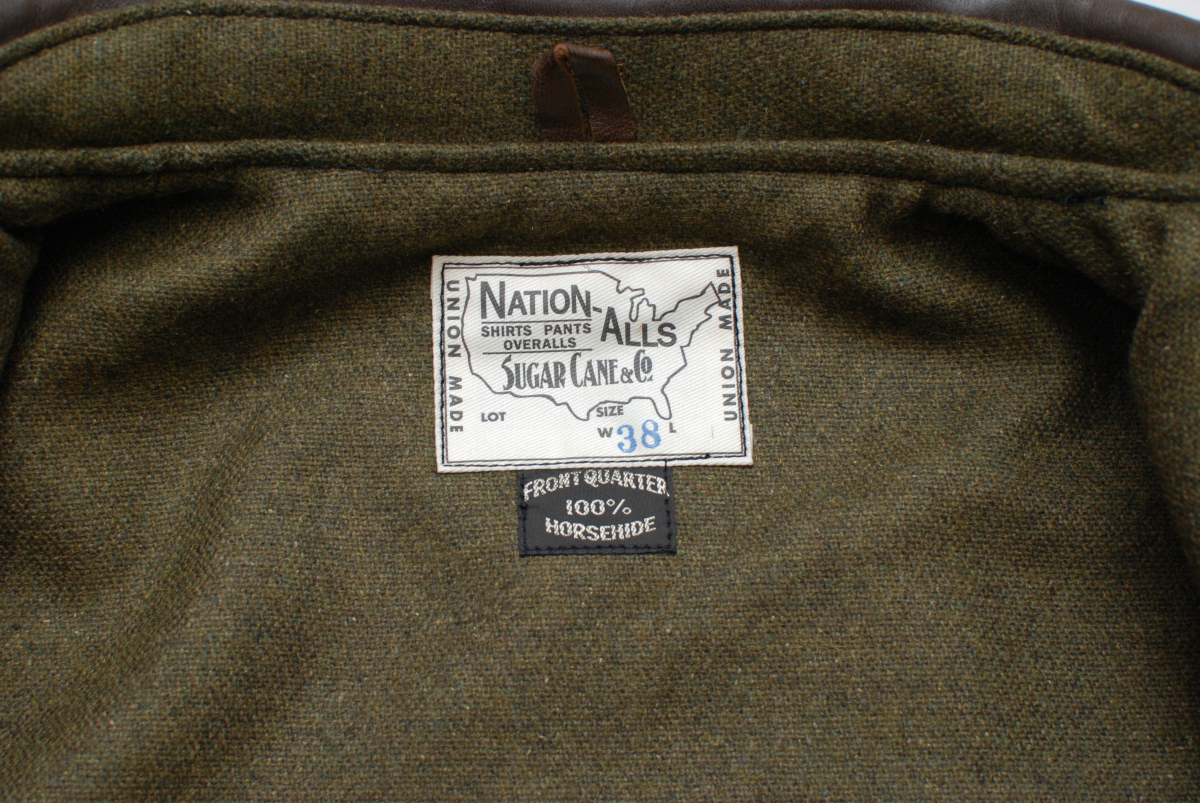 UNION MADE
NATION-ALLS
SHIRTS PANTS
OVERALLS
SUGAR CANE & CO.
LOT
SIZE
W 38 L
UNION MADE
FRONT QUARTER
100%
HORSEHIDE